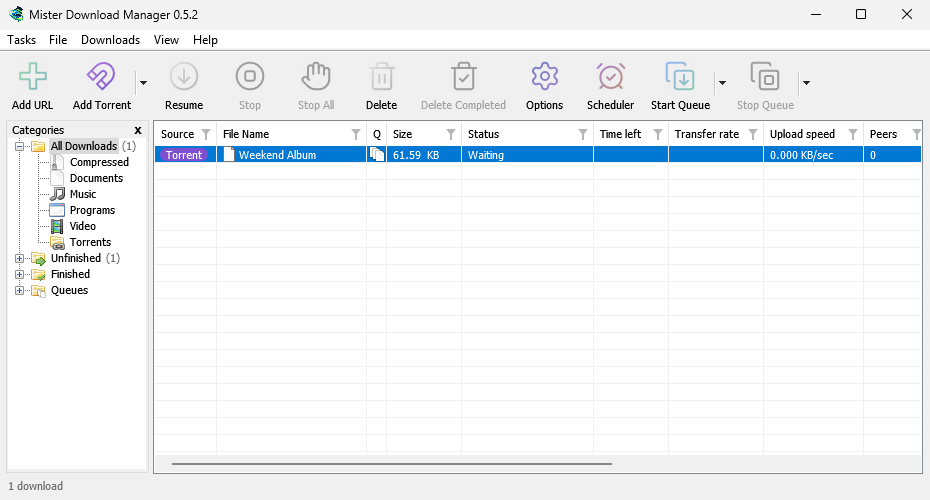 Mister Download Manager 0.5.2
Tasks File Downloads View Help
Add URL Add Torrent Resume Stop Stop All Delete Delete Completed Options Scheduler Start Queue Stop Queue
Categories x
All Downloads (1)
Compressed
Documents
Music
Programs
Video
Torrents
Unfinished (1)
Finished
Queues
Source File Name Q Size Status Time left Transfer rate Upload speed Peers
Torrent Weekend Album 61.59 KB Waiting 0.000 KB/sec 0
1 download